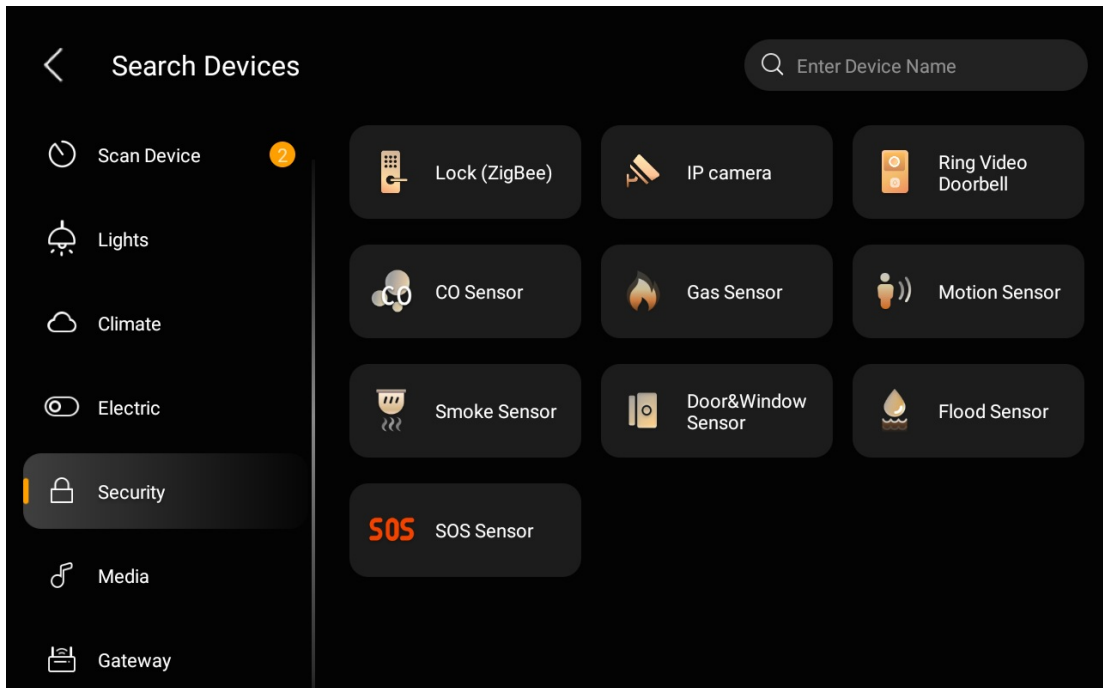 Search Devices
Enter Device Name
Scan Device
2
Lights
Climate
Electric
Security
Media
Gateway
Lock (ZigBee)
IP camera
Ring Video
Doorbell
CO
CO Sensor
Gas Sensor
Motion Sensor
Smoke Sensor
Door&Window
Sensor
Flood Sensor
SOS
SOS Sensor